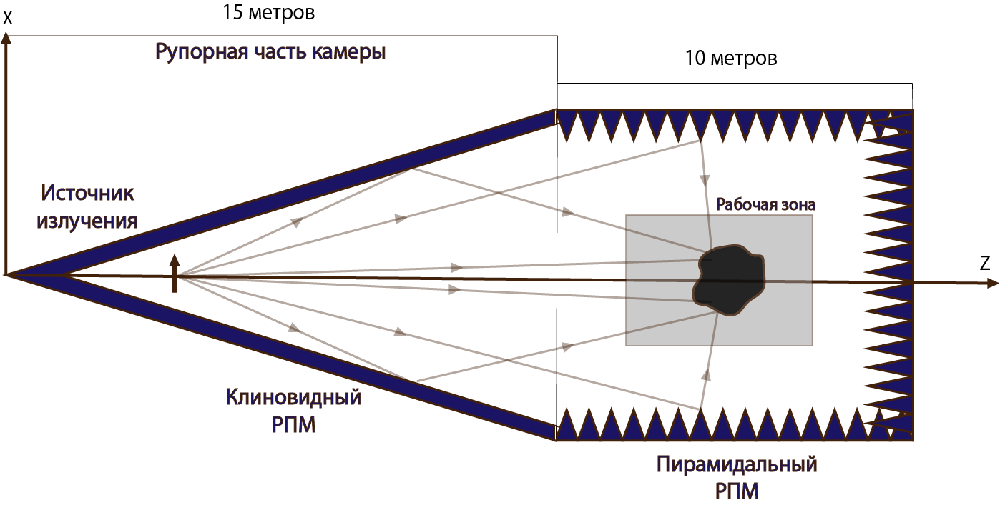 X
15 метров
Рупорная часть камеры
10 метров
Источник
излучения
Рабочая зона
Z
Клиновидный
РПМ
Пирамидальный
РПМ